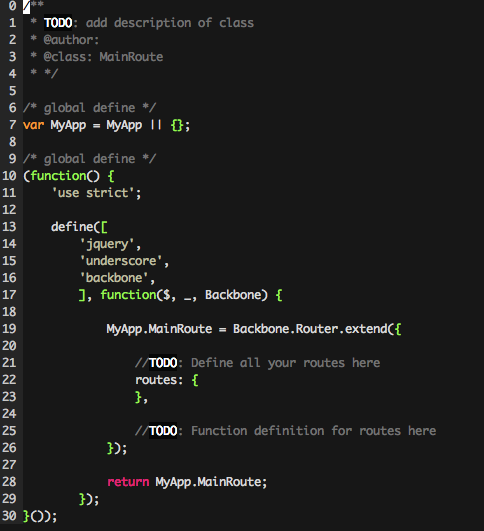 0 /**
1  * TODO: add description of class
2  * @author:
3  * @class: MainRoute
4  * */
5
6 /* global define */
7 var MyApp = MyApp || {};
8
9 /* global define */
10 (function() {
11     'use strict';
12
13     define([
14         'jquery',
15         'underscore',
16         'backbone',
17         ], function($, _, Backbone) {
18
19             MyApp.MainRoute = Backbone.Router.extend({
20
21                 //TODO: Define all your routes here
22                 routes: {
23                 },
24
25                 //TODO: Function definition for routes here
26             });
27
28             return MyApp.MainRoute;
29         });
30 }());